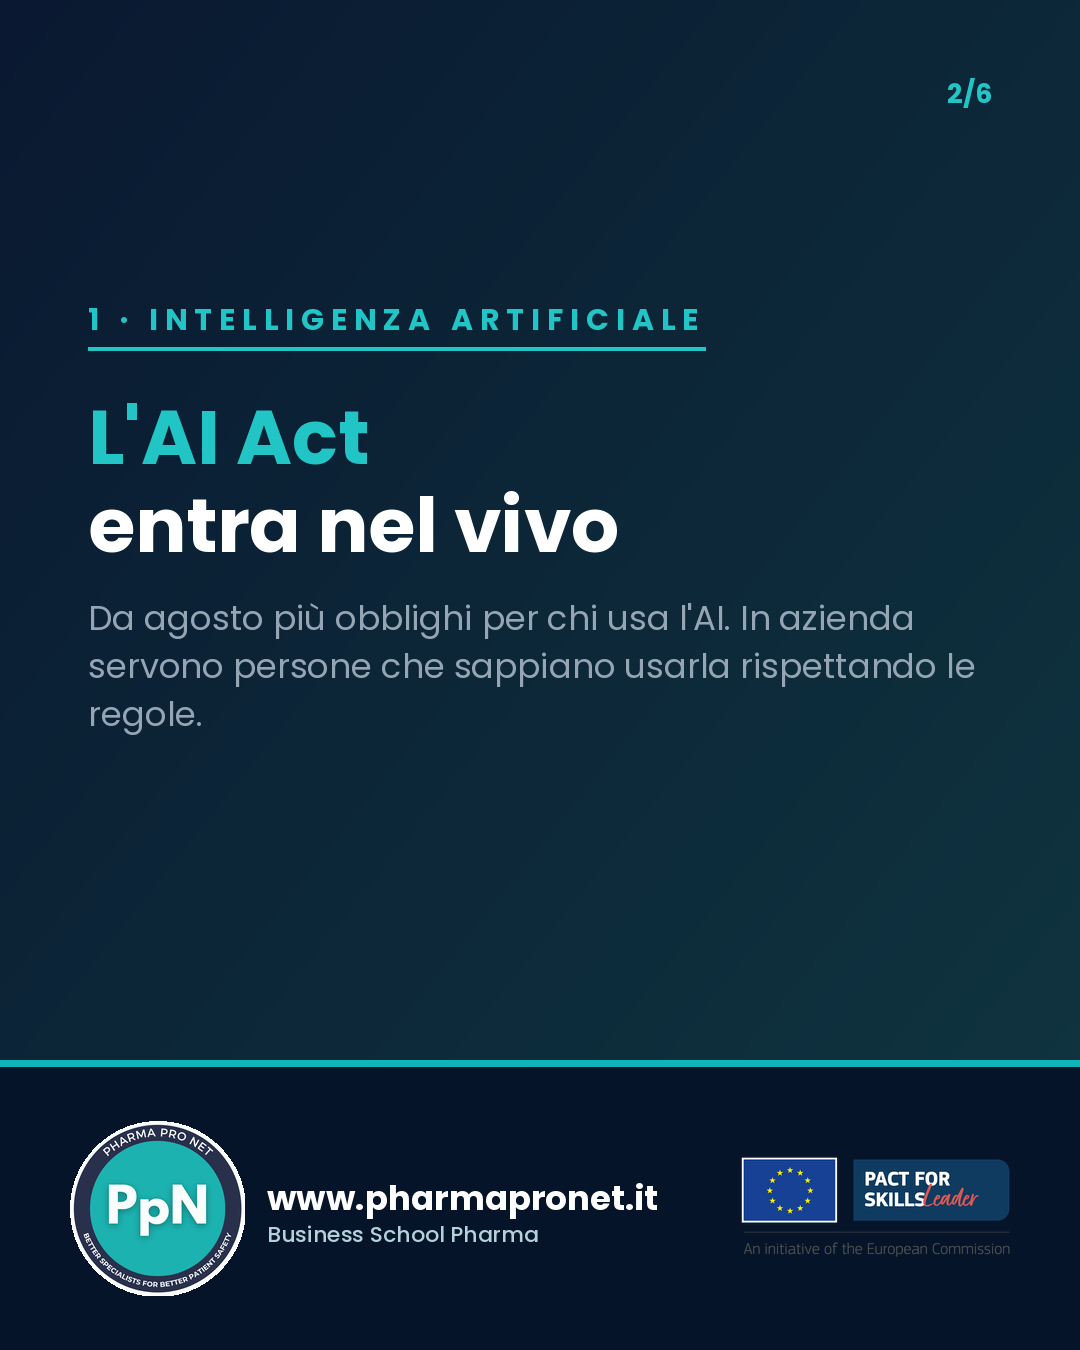 2/6
1 · INTELLIGENZA ARTIFICIALE
L'AI Act
entra nel vivo
Da agosto più obblighi per chi usa l'AI. In azienda
servono persone che sappiano usarla rispettando le
regole.
PHARMA PRO NET
PpN
BETTER SPECIALISTS FOR BETTER PATIENT SAFETY
www.pharmapronet.it
Business School Pharma
PACT FOR
SKILLS Leader
An initiative of the European Commission